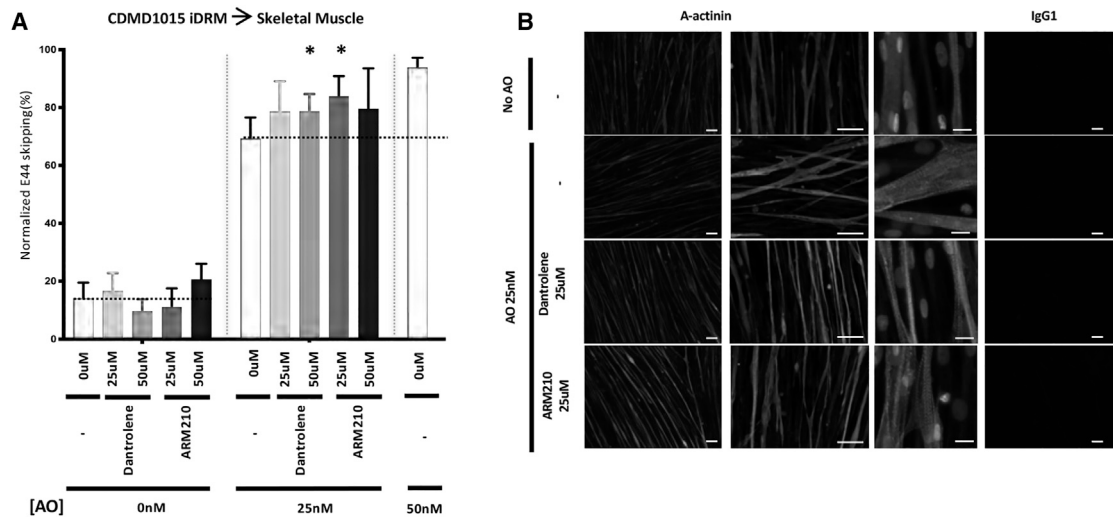 CDMD1015 iDRM → Skeletal Muscle
A
Normalized E44 skipping(%)
100
80
60
40
20
0
* *
0uM 25uM 50uM 25uM 50uM 0uM 25uM 50uM 25uM 50uM 0uM
- Dantrolene ARM210 - Dantrolene ARM210 -
[AO] 0nM 25nM 50nM
B
A-actinin IgG1
No AO -
AO 25nM
-
Dantrolene
25uM
ARM210
25uM